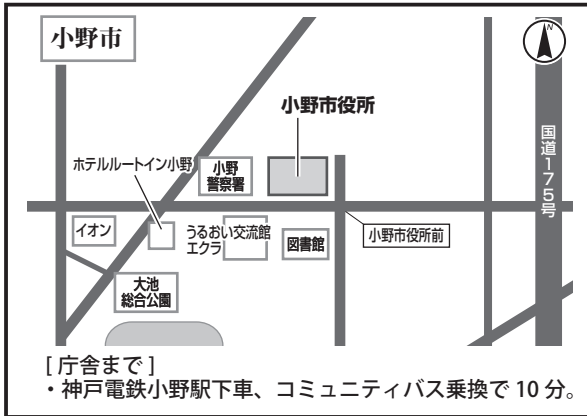 小野市
N
小野市役所
国道175号
ホテルルートイン小野
小野
警察署
イオン
うるおい交流館
エクラ
図書館
小野市役所前
大池
総合公園
[庁舎まで]
・神戸電鉄小野駅下車、コミュニティバス乗換で10分。